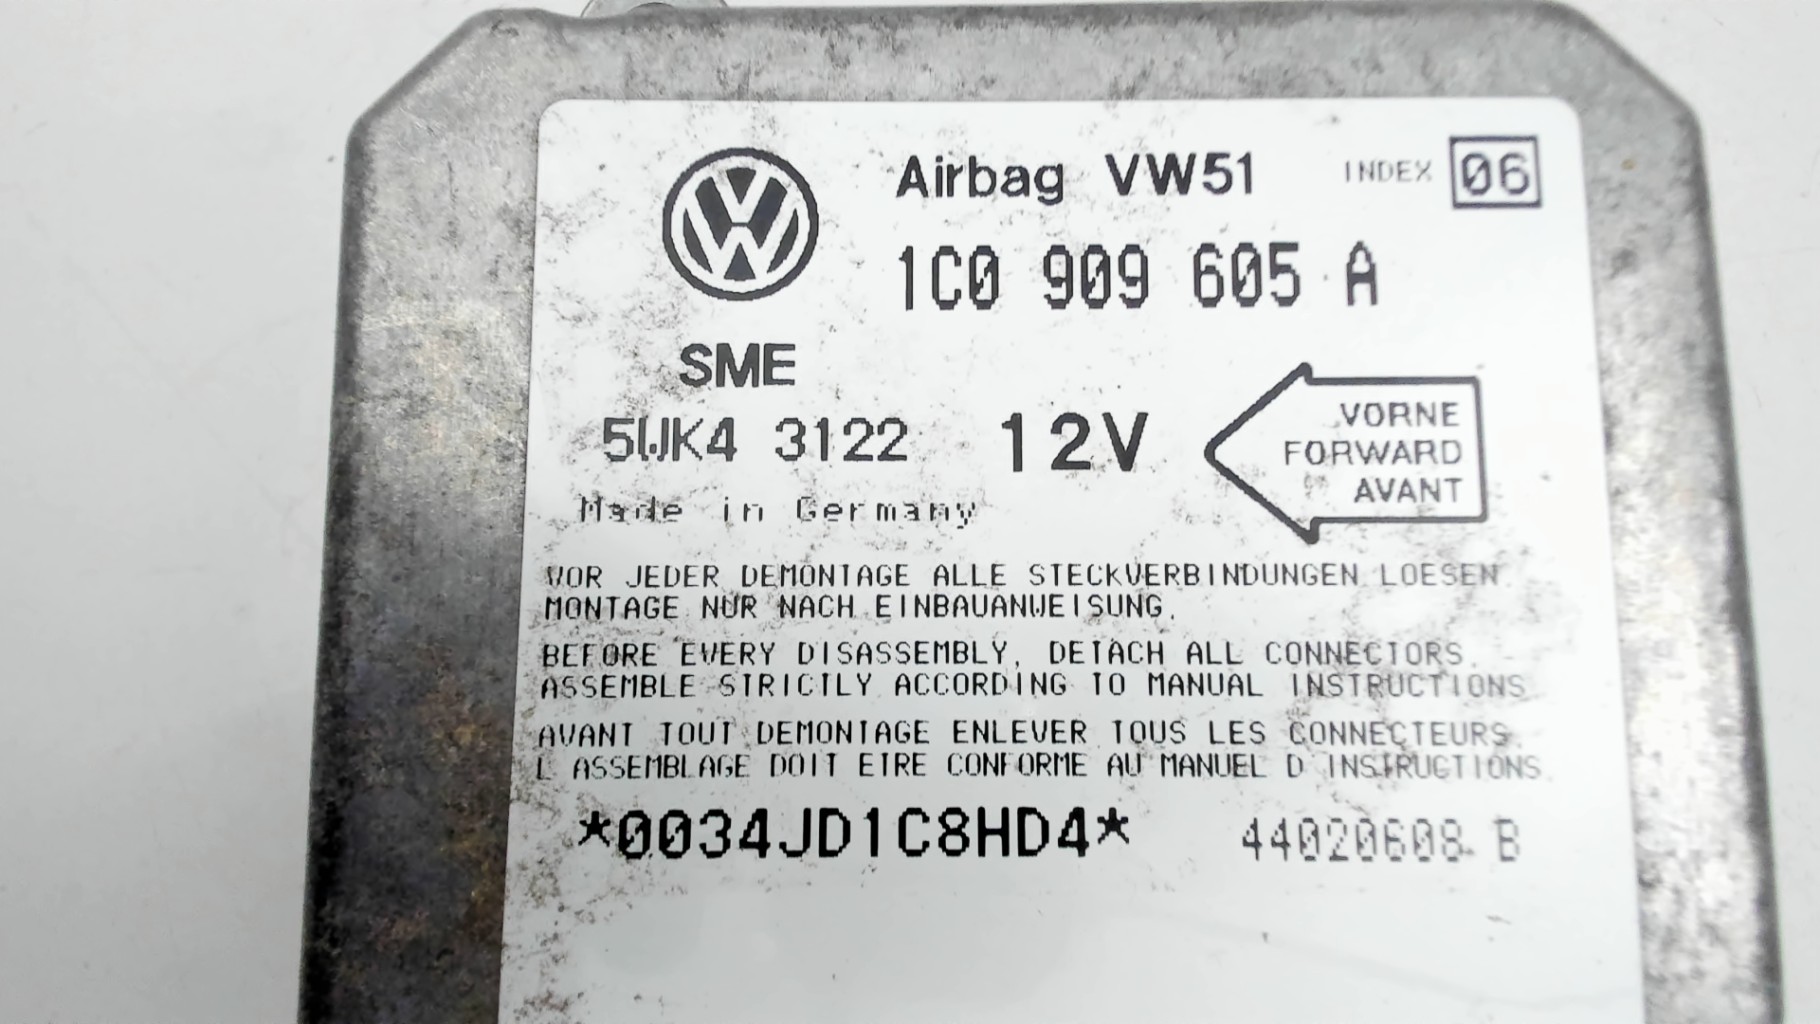 Airbag VW51 INDEX 06
1C0 909 605 A
SME
5WK4 3122 12V
VORNE
FORWARD
AVANT
Made in Germany
VOR JEDER DEMONTAGE ALLE STECKVERBINDUNGEN LOESEN.
MONTAGE NUR NACH EINBAUANWEISUNG.
BEFORE EVERY DISASSEMBLY, DETACH ALL CONNECTORS.
ASSEMBLE STRICTLY ACCORDING TO MANUAL INSTRUCTIONS.
AVANT TOUT DEMONTAGE ENLEVER TOUS LES CONNECTEURS.
L'ASSEMBLAGE DOIT ETRE CONFORME AU MANUEL D'INSTRUCTIONS.
*0034JD1C8HD4* 44020608 B